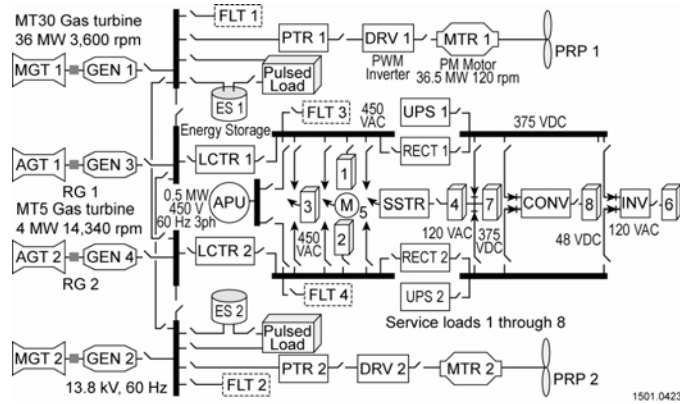 MT30 Gas turbine
36 MW 3,600 rpm
FLT 1
PTR 1
DRV 1
MTR 1
PRP 1
PWM
Inverter
PM Motor
36.5 MW 120 rpm
MGT 1
GEN 1
Pulsed
Load
ES 1
Energy Storage
FLT 3
450
VAC
UPS 1
375 VDC
RECT 1
LCTR 1
AGT 1
GEN 3
RG 1
MT5 Gas turbine
4 MW 14,340 rpm
0.5 MW
450 V
60 Hz 3ph
APU
1
3
M
5
2
450
VAC
SSTR
4
7
CONV
8
INV
6
120 VAC
375
VDC
48 DC
120 VAC
AGT 2
GEN 4
RG 2
LCTR 2
RECT 2
UPS 2
FLT 4
Service loads 1 through 8
ES 2
Pulsed
Load
MGT 2
GEN 2
PTR 2
DRV 2
MTR 2
PRP 2
13.8 kV, 60 Hz
FLT 2
1501.0423